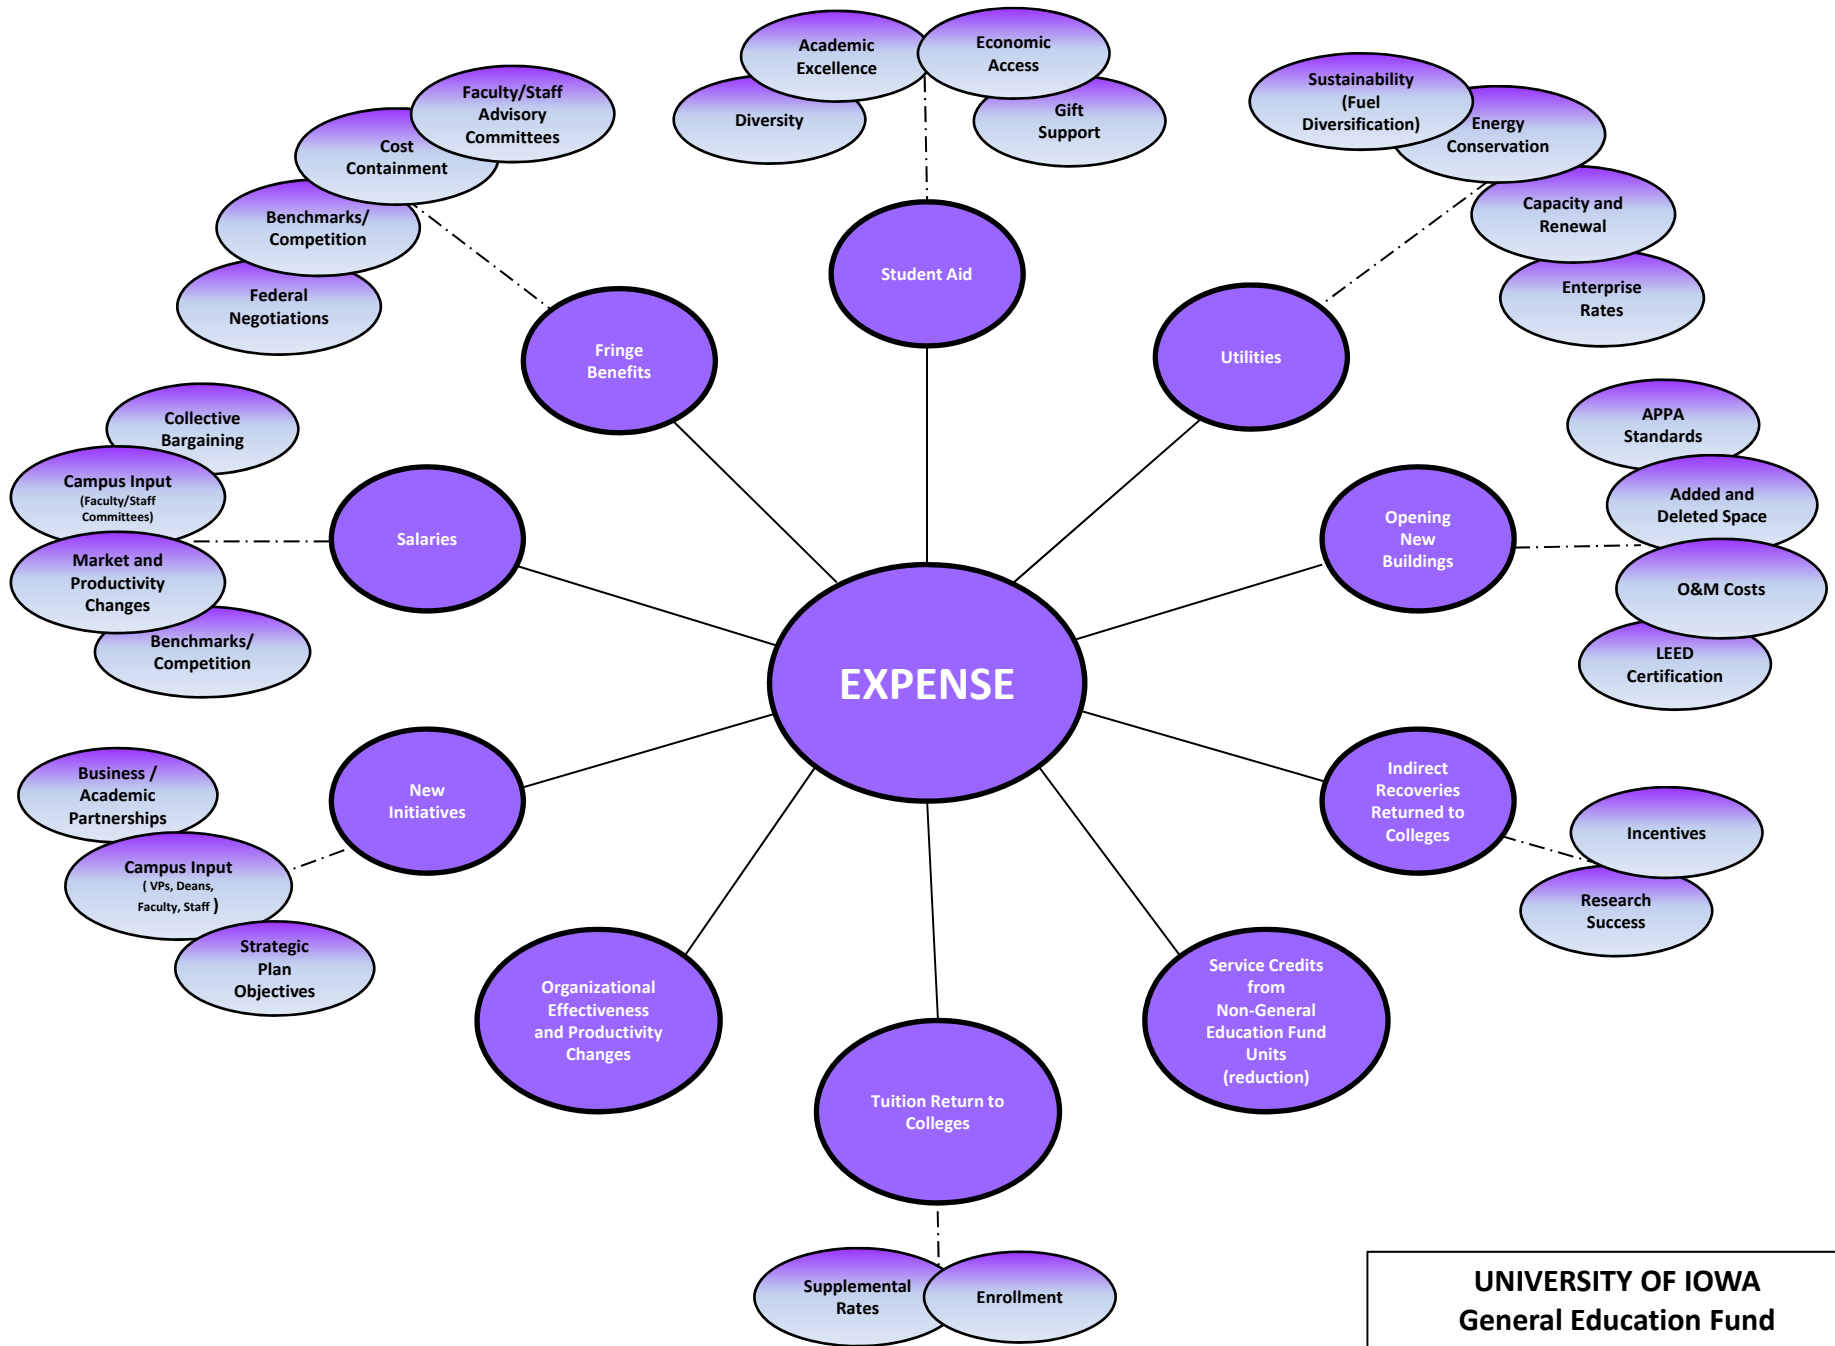 Academic
Excellence
Economic
Access
Diversity
Gift
Support
Student Aid
Faculty/Staff
Advisory
Committees
Cost
Containment
Benchmarks/
Competition
Federal
Negotiations
Fringe
Benefits
Sustainability
(Fuel
Diversification)
Energy
Conservation
Capacity and
Renewal
Enterprise
Rates
Utilities
Collective
Bargaining
Campus Input
(Faculty/Staff
Committees)
Market and
Productivity
Changes
Benchmarks/
Competition
Salaries
APPA
Standards
Added and
Deleted Space
O&M Costs
LEED
Certification
Opening
New
Buildings
EXPENSE
Business /
Academic
Partnerships
Campus Input
( VPs, Deans,
Faculty, Staff )
Strategic
Plan
Objectives
New
Initiatives
Indirect
Recoveries
Returned to
Colleges
Incentives
Research
Success
Organizational
Effectiveness
and Productivity
Changes
Tuition Return to
Colleges
Service Credits
from
Non-General
Education Fund
Units
(reduction)
Supplemental
Rates
Enrollment
UNIVERSITY OF IOWA
General Education Fund